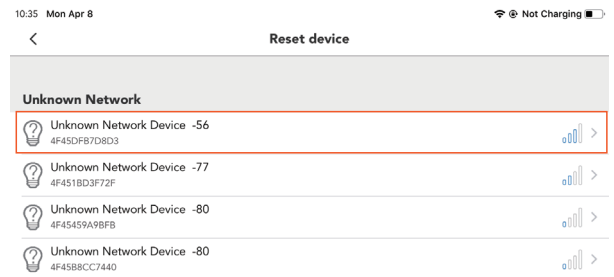 10:35 Mon Apr 8
Not Charging
Reset device
Unknown Network
Unknown Network Device -56
4F45DFB7D8D3
Unknown Network Device -77
4F451BD3F72F
Unknown Network Device -80
4F45459A9BFB
Unknown Network Device -80
4F45B8CC7440